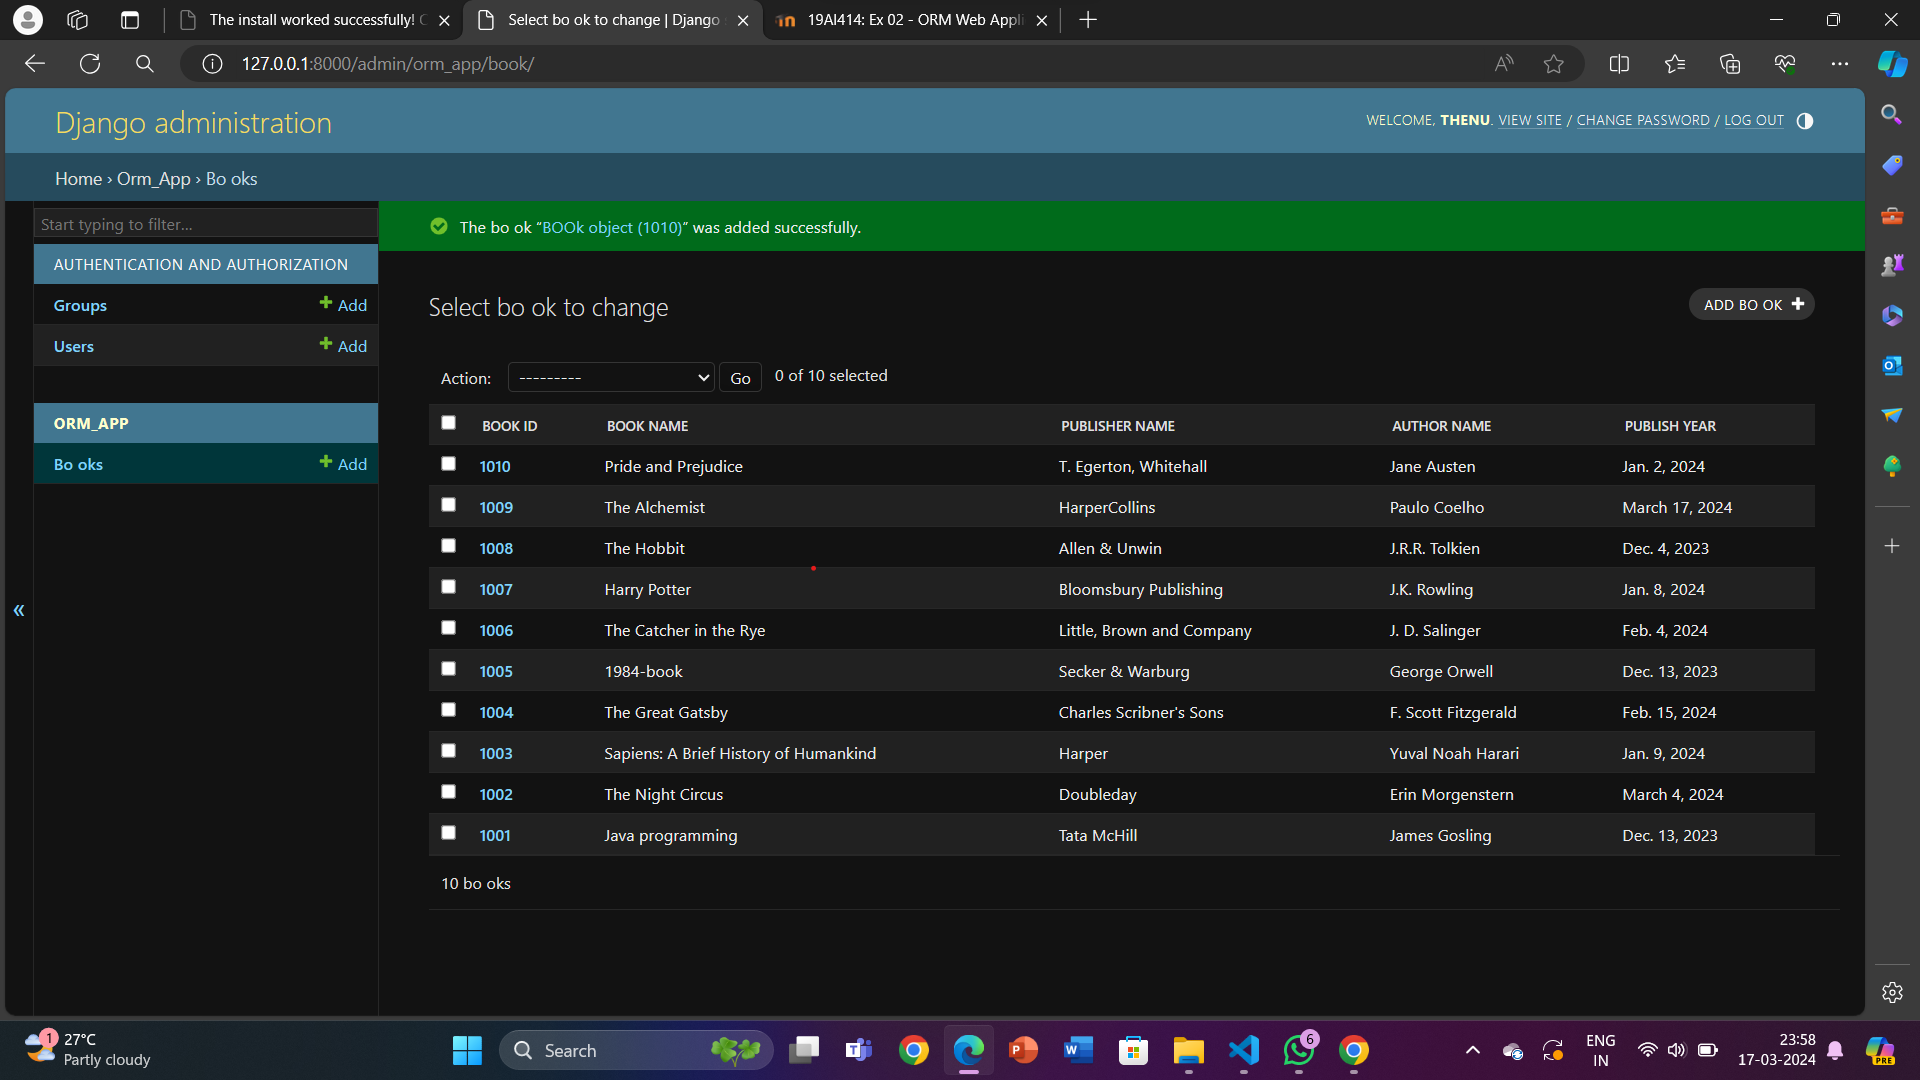 The install worked successfully! C
Select bo ok to change | Django
19AI414: Ex 02 - ORM Web Appli
127.0.0.1:8000/admin/orm_app/book/
Django administration
WELCOME, THENU. VIEW SITE / CHANGE PASSWORD / LOG OUT
Home › Orm_App › Bo oks
Start typing to filter...
The bo ok “BOOk object (1010)” was added successfully.
AUTHENTICATION AND AUTHORIZATION
Groups + Add
Users + Add
ORM_APP
Bo oks + Add
Select bo ok to change
ADD BO OK +
Action: --------- Go 0 of 10 selected
BOOK ID BOOK NAME PUBLISHER NAME AUTHOR NAME PUBLISH YEAR
1010 Pride and Prejudice T. Egerton, Whitehall Jane Austen Jan. 2, 2024
1009 The Alchemist HarperCollins Paulo Coelho March 17, 2024
1008 The Hobbit Allen & Unwin J.R.R. Tolkien Dec. 4, 2023
1007 Harry Potter Bloomsbury Publishing J.K. Rowling Jan. 8, 2024
1006 The Catcher in the Rye Little, Brown and Company J. D. Salinger Feb. 4, 2024
1005 1984-book Secker & Warburg George Orwell Dec. 13, 2023
1004 The Great Gatsby Charles Scribner's Sons F. Scott Fitzgerald Feb. 15, 2024
1003 Sapiens: A Brief History of Humankind Harper Yuval Noah Harari Jan. 9, 2024
1002 The Night Circus Doubleday Erin Morgenstern March 4, 2024
1001 Java programming Tata McHill James Gosling Dec. 13, 2023
10 bo oks
1
27°C
Partly cloudy
Search
6
ENG
IN
23:58
17-03-2024
PRE